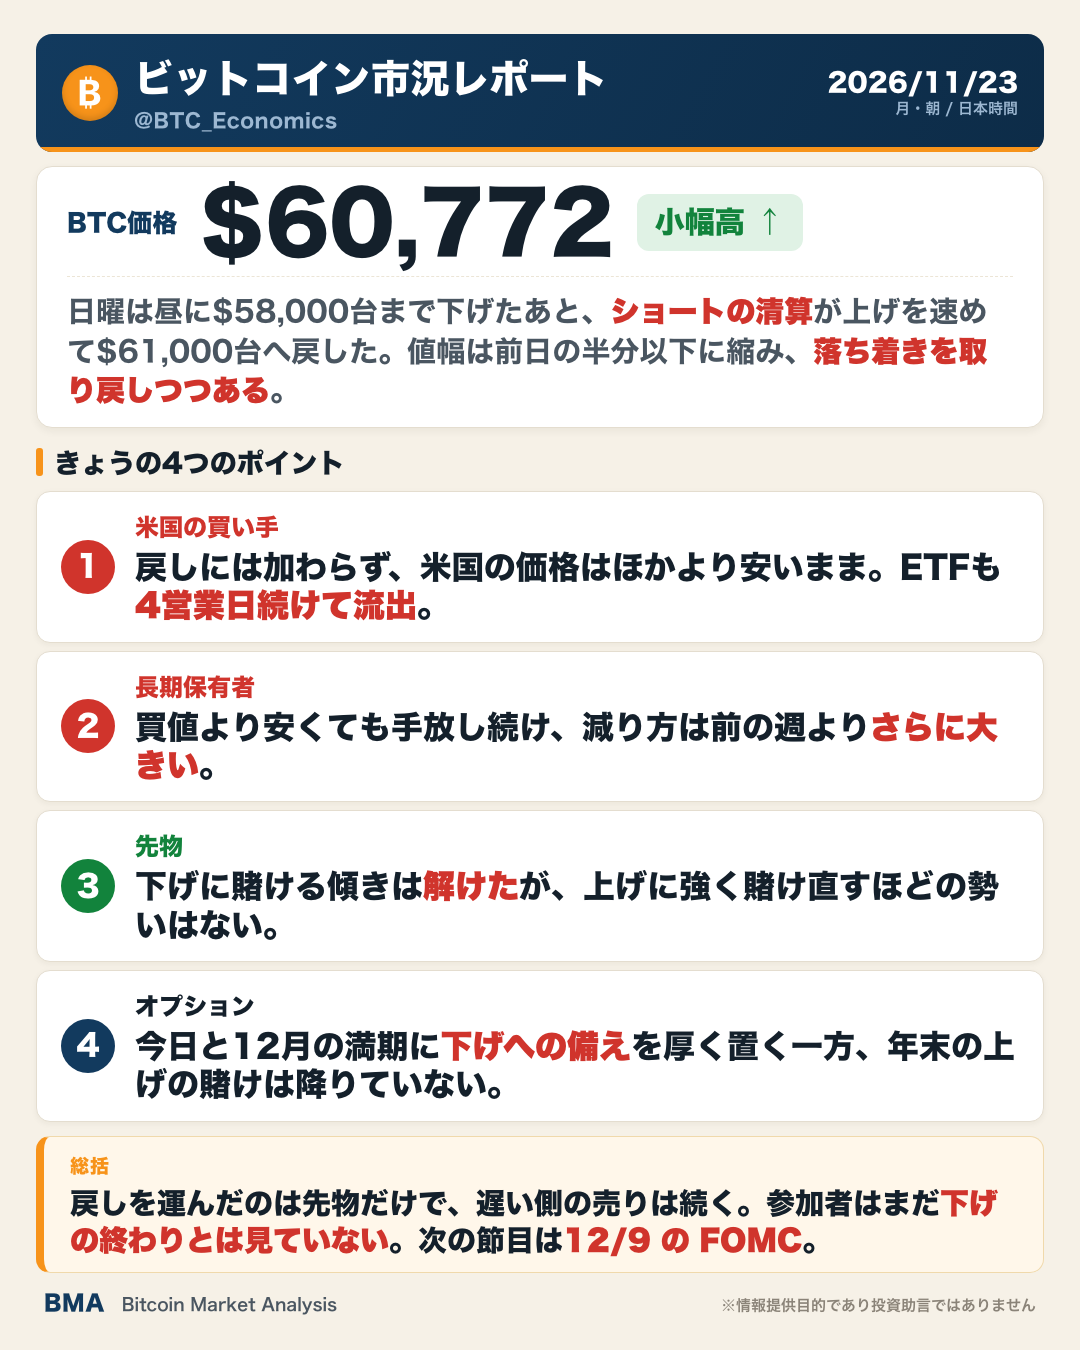 ビットコイン市況レポート
@BTC_Economics
2026/11/23
月・朝 / 日本時間
BTC価格 $60,772 小幅高 ↑
日曜は昼に$58,000台まで下げたあと、ショートの清算が上げを速め
て$61,000台へ戻した。値幅は前日の半分以下に縮み、落ち着きを取
り戻しつつある。
きょうの4つのポイント
1
米国の買い手
戻しには加わらず、米国の価格はほかより安いまま。ETFも
4営業日続けて流出。
2
長期保有者
買値より安くても手放し続け、減り方は前の週よりさらに大
きい。
3
先物
下げに賭ける傾きは解けたが、上げに強く賭け直すほどの勢
いはない。
4
オプション
今日と12月の満期に下げへの備えを厚く置く一方、年末の上
げの賭けは降りていない。
総括
戻しを運んだのは先物だけで、遅い側の売りは続く。参加者はまだ下げ
の終わりとは見ていない。次の節目は12/9 の FOMC。
BMA Bitcoin Market Analysis
※情報提供目的であり投資助言ではありません